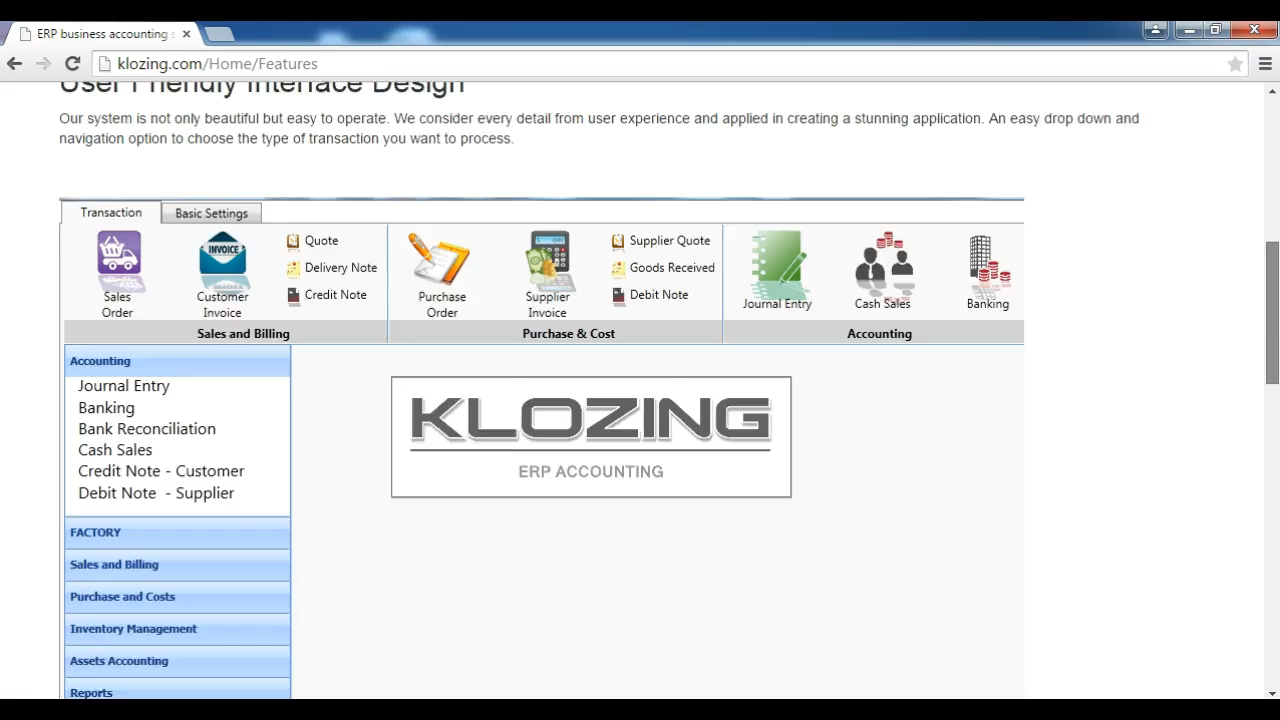 ERP business accounting s
klozing.com/Home/Features
User Friendly Interface Design
Our system is not only beautiful but easy to operate. We consider every detail from user experience and applied in creating a stunning application. An easy drop down and
navigation option to choose the type of transaction you want to process.
Transaction
Basic Settings
Sales
Order
INVOICE
Customer
Invoice
Quote
Delivery Note
Credit Note
Sales and Billing
Purchase
Order
Supplier
Invoice
Supplier Quote
Goods Received
Debit Note
Purchase & Cost
Journal Entry
Cash Sales
Banking
Accounting
Accounting
Journal Entry
Banking
Bank Reconciliation
Cash Sales
Credit Note - Customer
Debit Note - Supplier
FACTORY
Sales and Billing
Purchase and Costs
Inventory Management
Assets Accounting
Reports
KLOZING
ERP ACCOUNTING